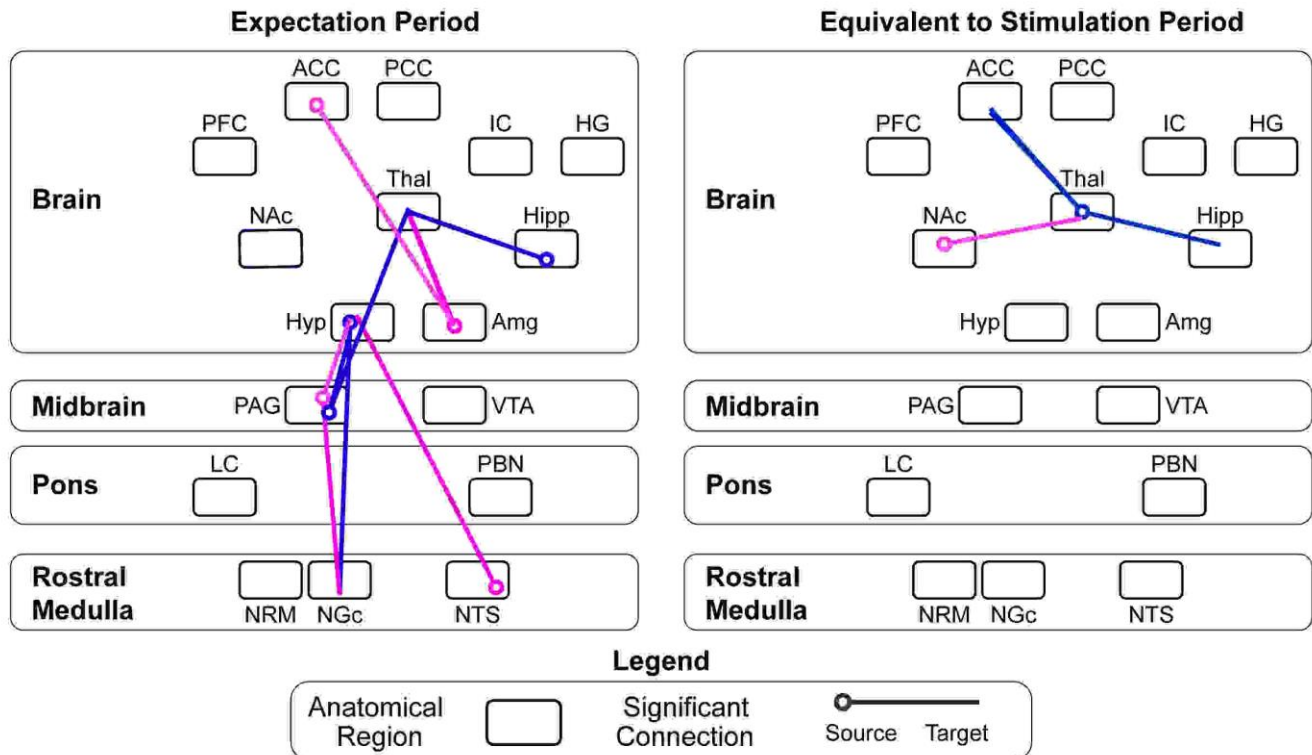 Expectation Period
Equivalent to Stimulation Period
ACC PCC
PFC IC HG
Thal
Brain
NAc Hipp
Hyp Amg
Midbrain PAG VTA
LC PBN
Pons
Rostral
Medulla
NRM NGc NTS
ACC PCC
PFC IC HG
Thal
Brain
NAc Hipp
Hyp Amg
Midbrain PAG VTA
LC PBN
Pons
Rostral
Medulla
NRM NGc NTS
Legend
Anatomical
Region
Significant
Connection
Source Target